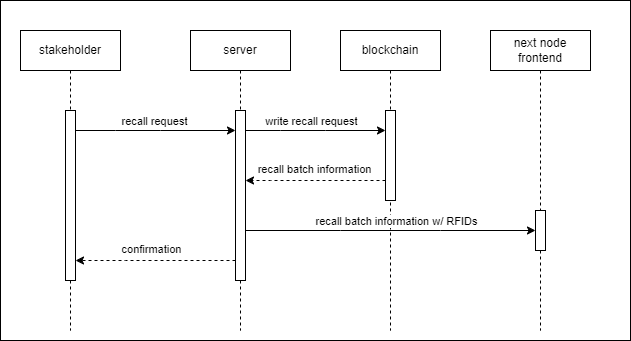 stakeholder
server
blockchain
next node
frontend
recall request
write recall request
recall batch information
recall batch information w/ RFIDs
confirmation